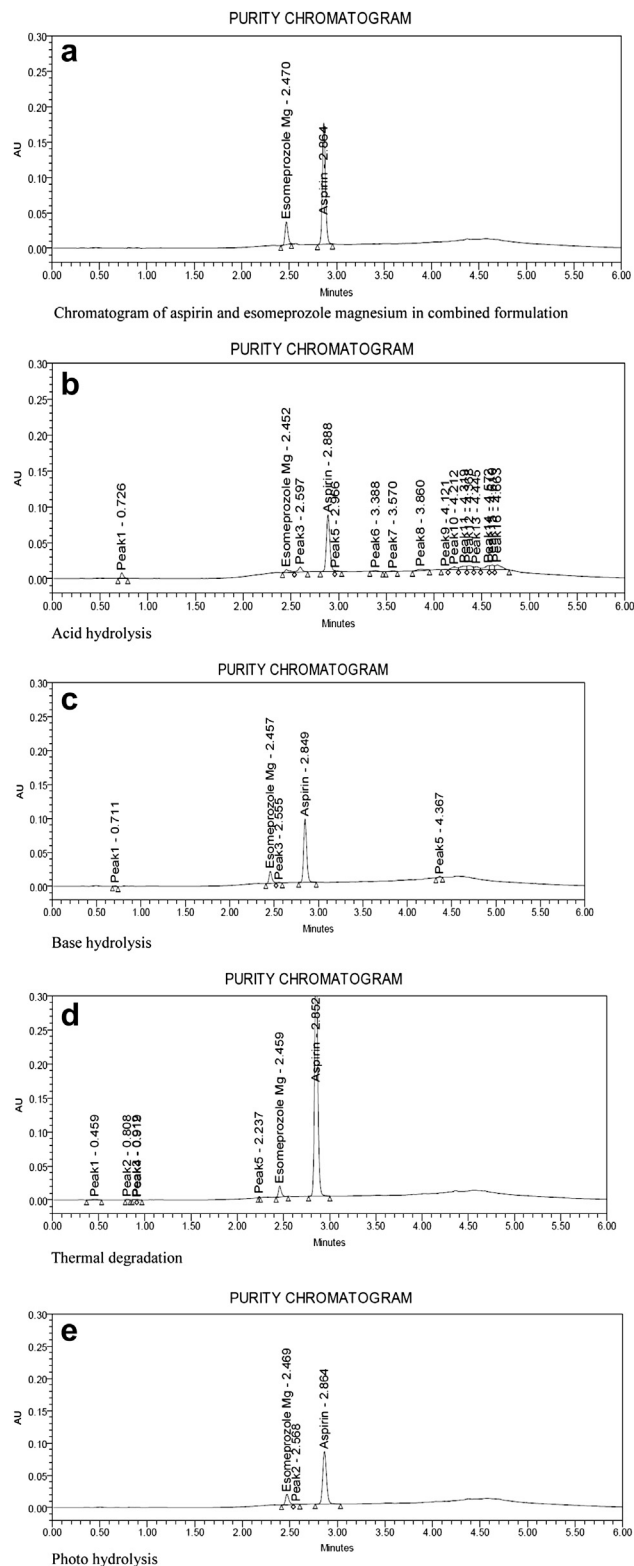 PURITY CHROMATOGRAM
a
0.30
0.25
0.20
0.15
0.10
0.05
0.00
AU
Esomeprozole Mg - 2.470
Aspirin - 2.864
0.00 0.50 1.00 1.50 2.00 2.50 3.00 3.50 4.00 4.50 5.00 5.50 6.00
Minutes
Chromatogram of aspirin and esomeprozole magnesium in combined formulation
PURITY CHROMATOGRAM
b
0.30
0.25
0.20
0.15
0.10
0.05
0.00
AU
Peak1 - 0.726
Esomeprozole Mg - 2.452
Peak3 - 2.597
Aspirin - 2.888
Peak5 - 2.966
Peak6 - 3.388
Peak7 - 3.570
Peak8 - 3.860
Peak9 - 4.121
Peak10 - 4.212
Peak13 - 4.445
Peak16 - 4.663
0.00 0.50 1.00 1.50 2.00 2.50 3.00 3.50 4.00 4.50 5.00 5.50 6.00
Minutes
Acid hydrolysis
PURITY CHROMATOGRAM
c
0.30
0.25
0.20
0.15
0.10
0.05
0.00
AU
Peak1 - 0.711
Esomeprozole Mg - 2.457
Peak3 - 2.555
Aspirin - 2.849
Peak5 - 4.367
0.00 0.50 1.00 1.50 2.00 2.50 3.00 3.50 4.00 4.50 5.00 5.50 6.00
Minutes
Base hydrolysis
PURITY CHROMATOGRAM
d
0.30
0.25
0.20
0.15
0.10
0.05
0.00
AU
Peak1 - 0.459
Peak2 - 0.808
Peak5 - 2.237
Esomeprozole Mg - 2.459
Aspirin - 2.852
0.00 0.50 1.00 1.50 2.00 2.50 3.00 3.50 4.00 4.50 5.00 5.50 6.00
Minutes
Thermal degradation
PURITY CHROMATOGRAM
e
0.30
0.25
0.20
0.15
0.10
0.05
0.00
AU
Esomeprozole Mg - 2.469
Peak2 - 2.568
Aspirin - 2.864
0.00 0.50 1.00 1.50 2.00 2.50 3.00 3.50 4.00 4.50 5.00 5.50 6.00
Minutes
Photo hydrolysis